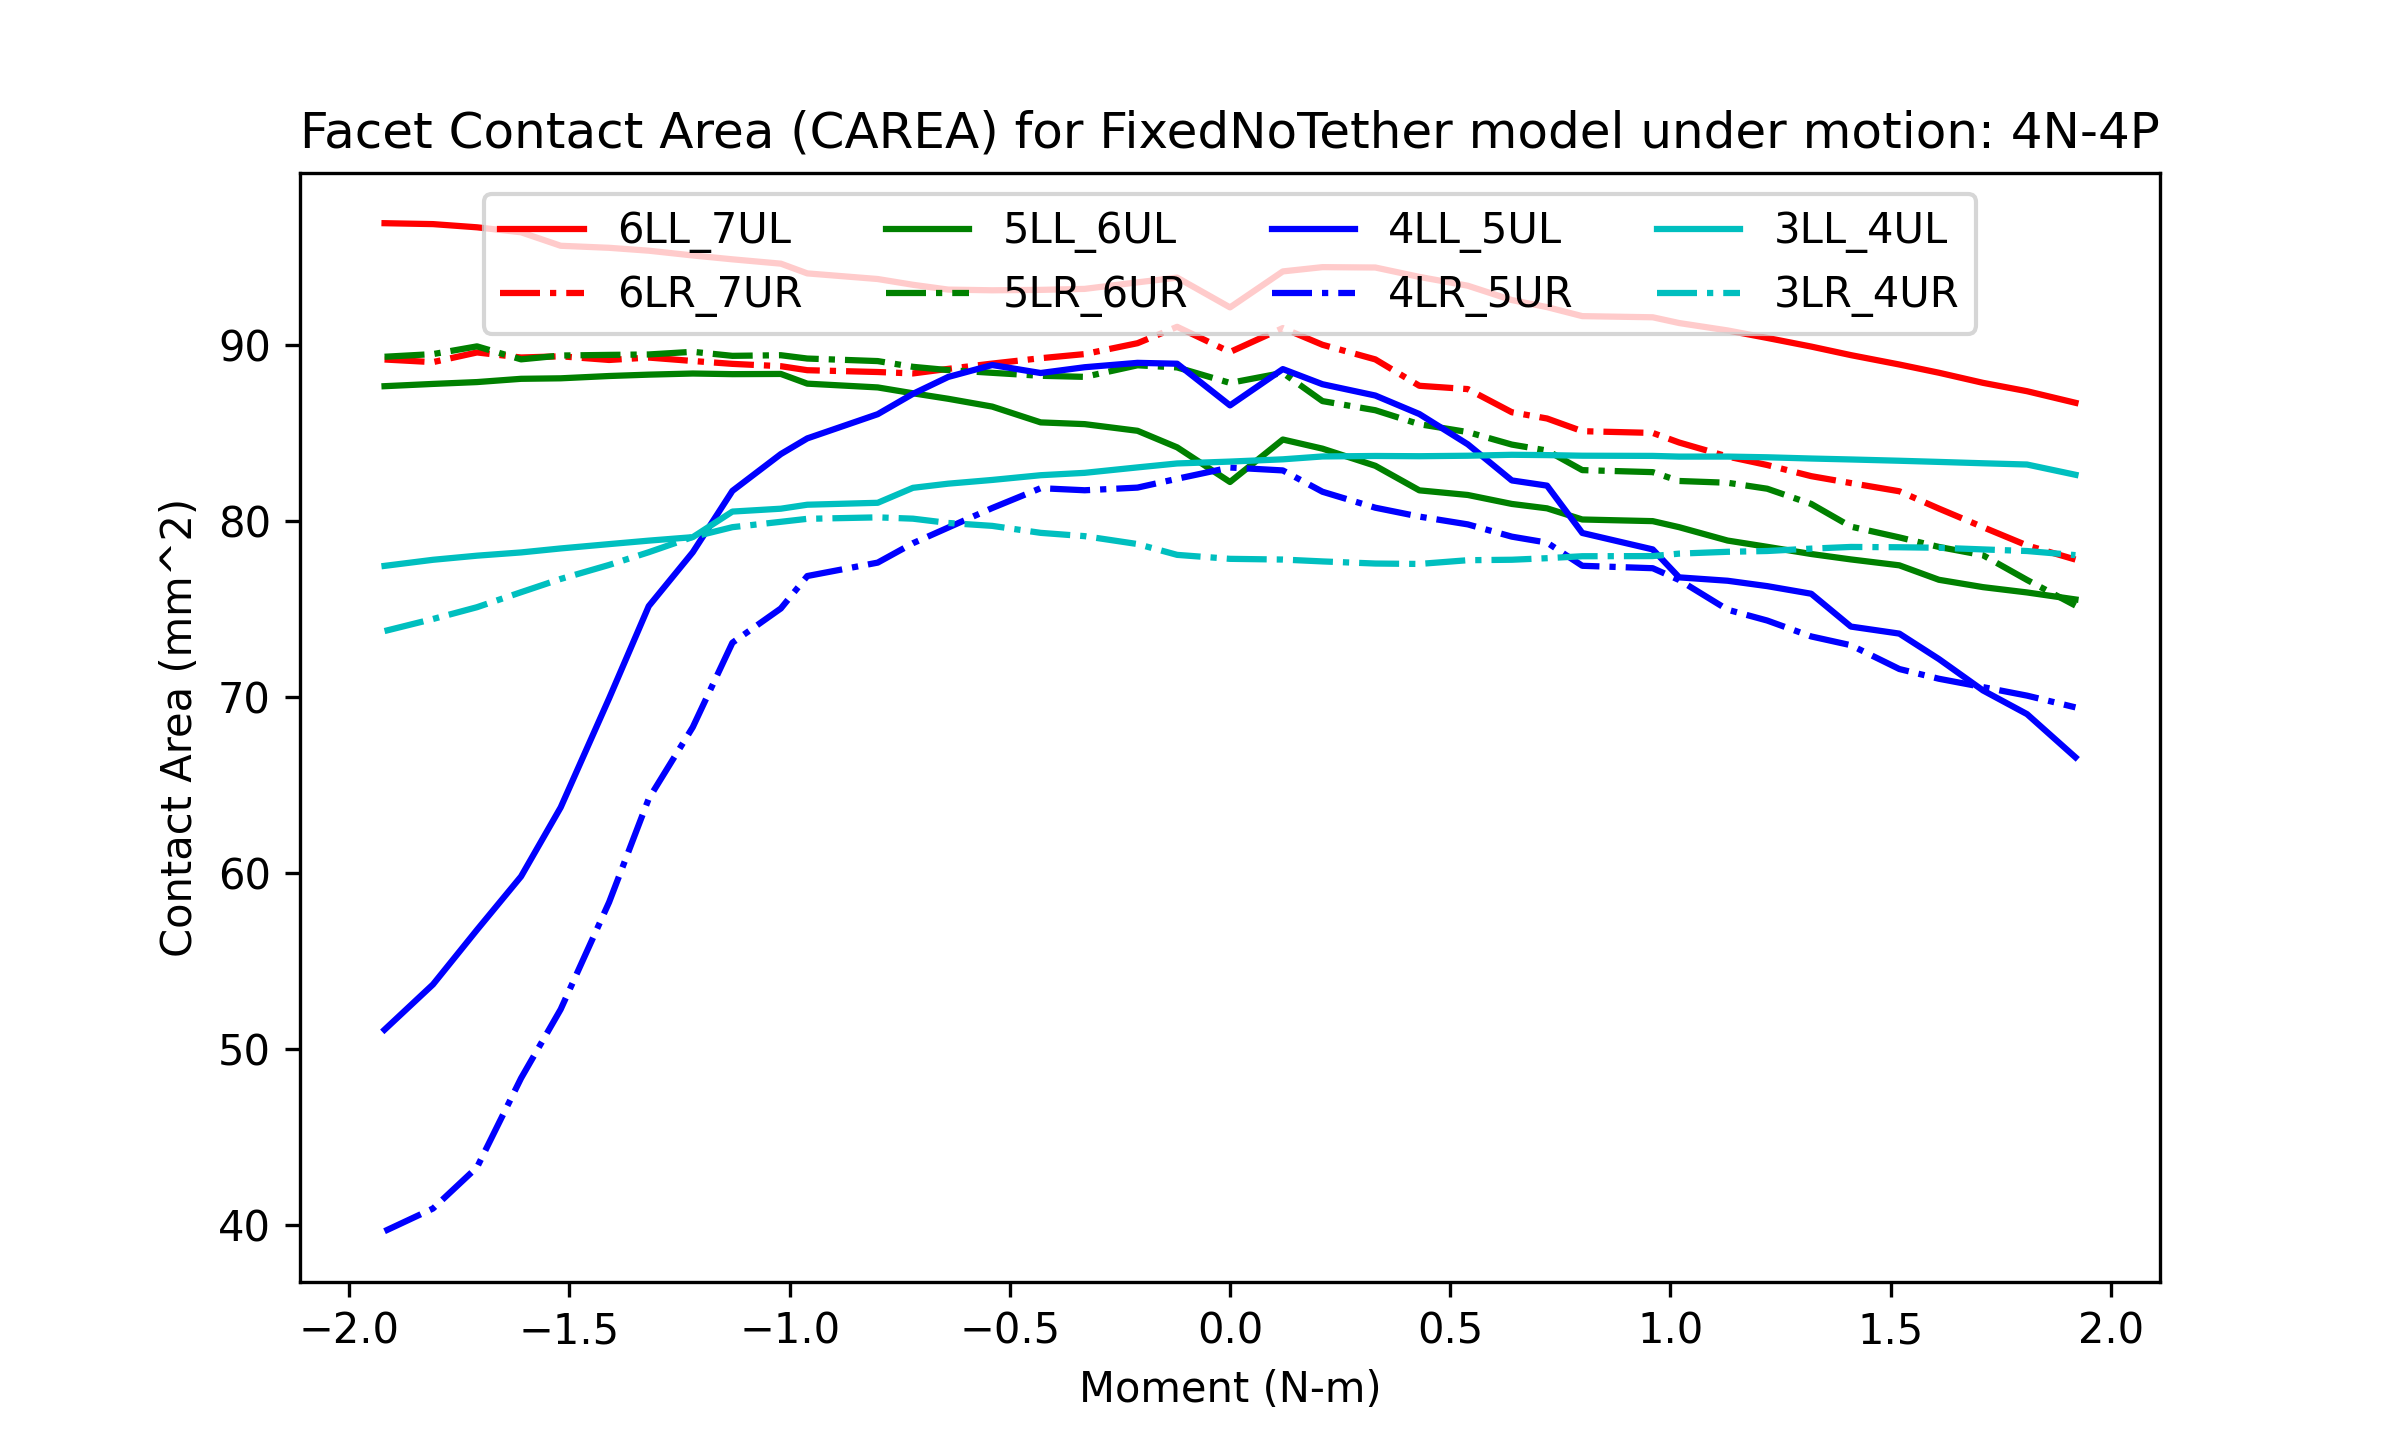 Facet Contact Area (CAREA) for FixedNoTether model under motion: 4N-4P
6LL_7UL 5LL_6UL 4LL_5UL 3LL_4UL
6LR_7UR 5LR_6UR 4LR_5UR 3LR_4UR
90
80
70
60
50
40
Contact Area (mm^2)
−2.0 −1.5 −1.0 −0.5 0.0 0.5 1.0 1.5 2.0
Moment (N-m)